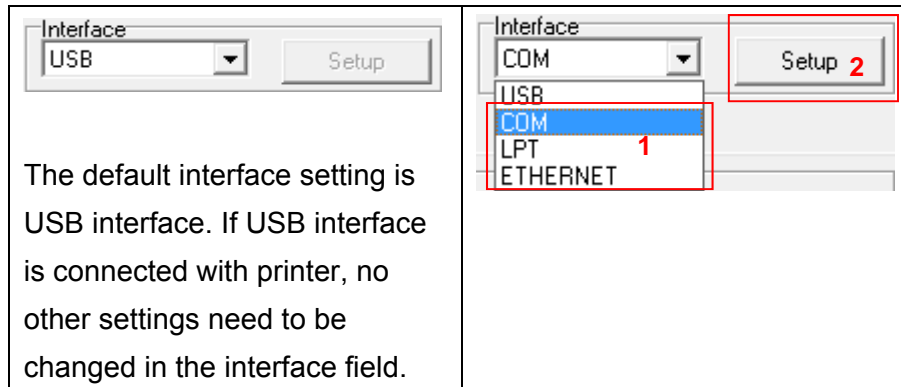 Interface
USB Setup
The default interface setting is
USB interface. If USB interface
is connected with printer, no
other settings need to be
changed in the interface field.
Interface
COM Setup 2
USB
COM
LPT 1
ETHERNET